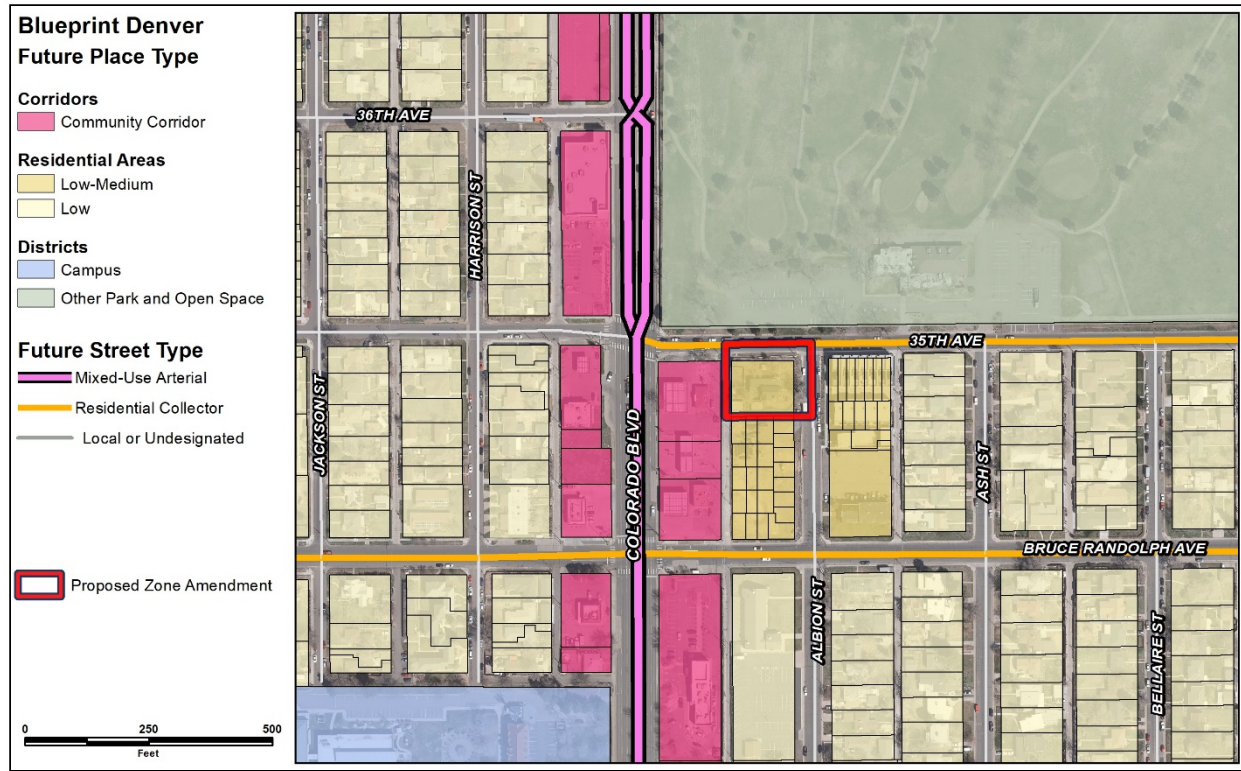 Blueprint Denver
Future Place Type
Corridors
Community Corridor
Residential Areas
Low-Medium
Low
Districts
Campus
Other Park and Open Space
Future Street Type
Mixed-Use Arterial
Residential Collector
Local or Undesignated
Proposed Zone Amendment
0 250 500
Feet
36TH AVE
HARRISON ST
35TH AVE
JACKSON ST
COLORADO BLVD
ASH ST
BRUCE RANDOLPH AVE
ALBION ST
BELLAIRE ST